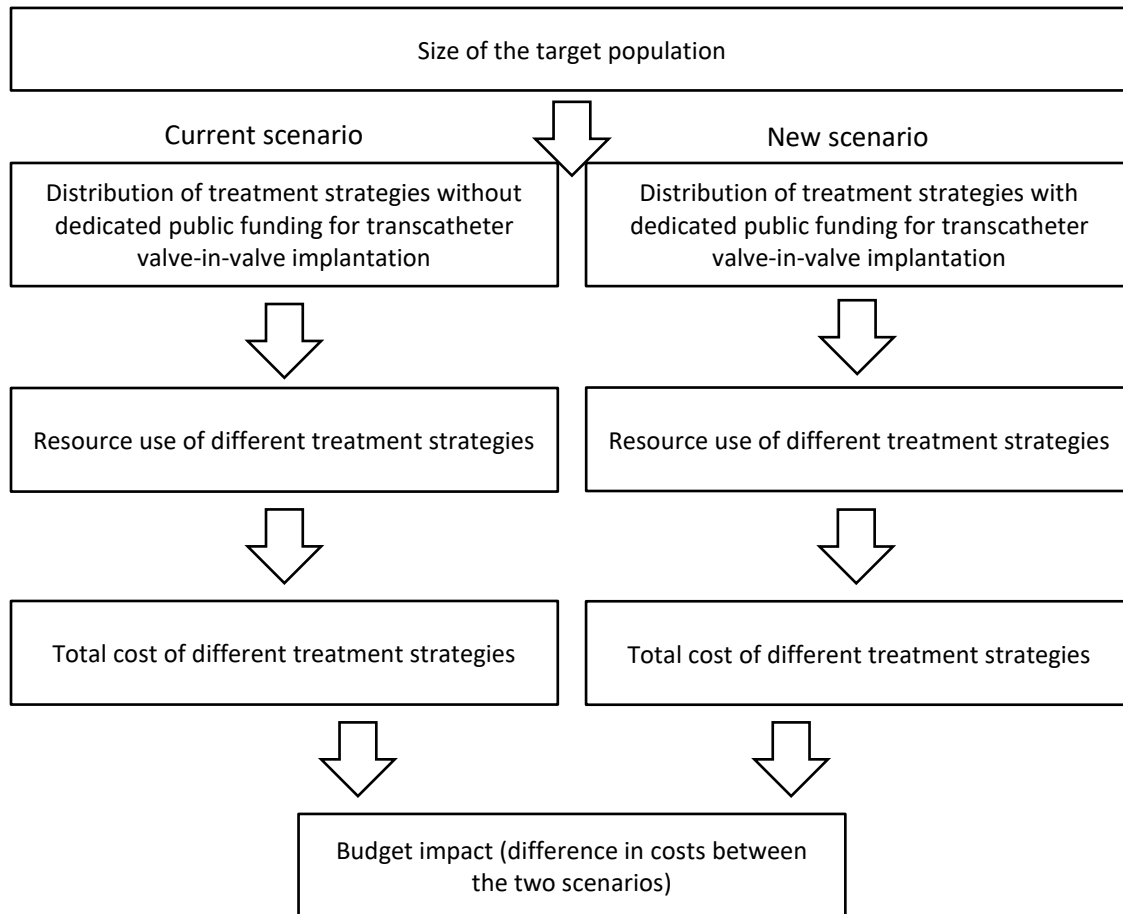 Size of the target population
Current scenario
New scenario
Distribution of treatment strategies without
dedicated public funding for transcatheter
valve-in-valve implantation
Distribution of treatment strategies with
dedicated public funding for transcatheter
valve-in-valve implantation
Resource use of different treatment strategies
Resource use of different treatment strategies
Total cost of different treatment strategies
Total cost of different treatment strategies
Budget impact (difference in costs between
the two scenarios)